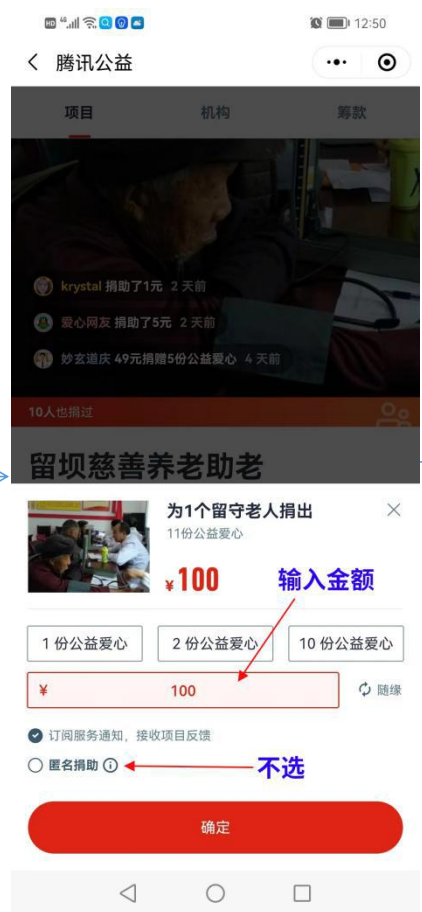 12:50
腾讯公益
项目 机构 筹款
krystal 捐助了1元 2 天前
爱心网友 捐助了5元 2 天前
妙玄道庆 49元捐赠5份公益爱心 4 天前
10人也捐过
留坝慈善养老助老
为1个留守老人捐出
11份公益爱心
¥100
输入金额
1 份公益爱心 2 份公益爱心 10 份公益爱心
¥ 100 随缘
订阅服务通知，接收项目反馈
匿名捐助
不选
确定